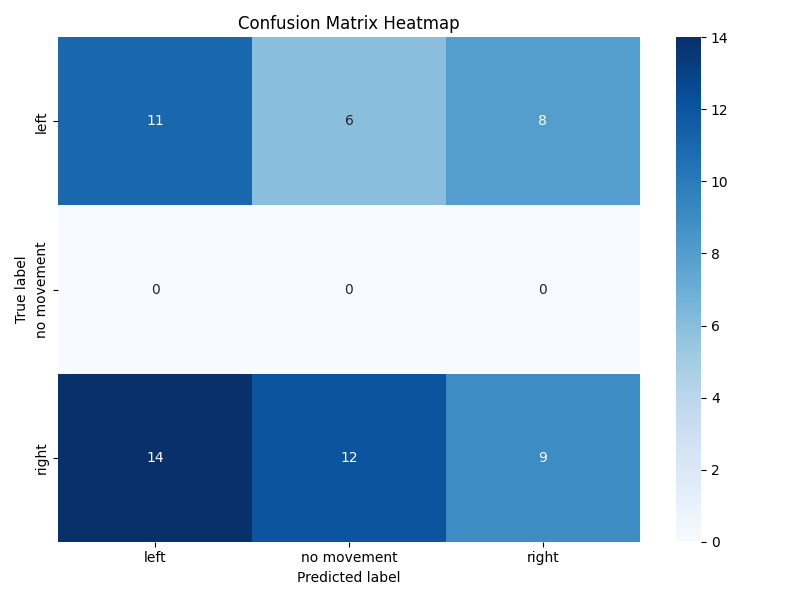 Confusion Matrix Heatmap
True label
left
11 6 8
no movement
0 0 0
right
14 12 9
left no movement right
Predicted label
14
12
10
8
6
4
2
0